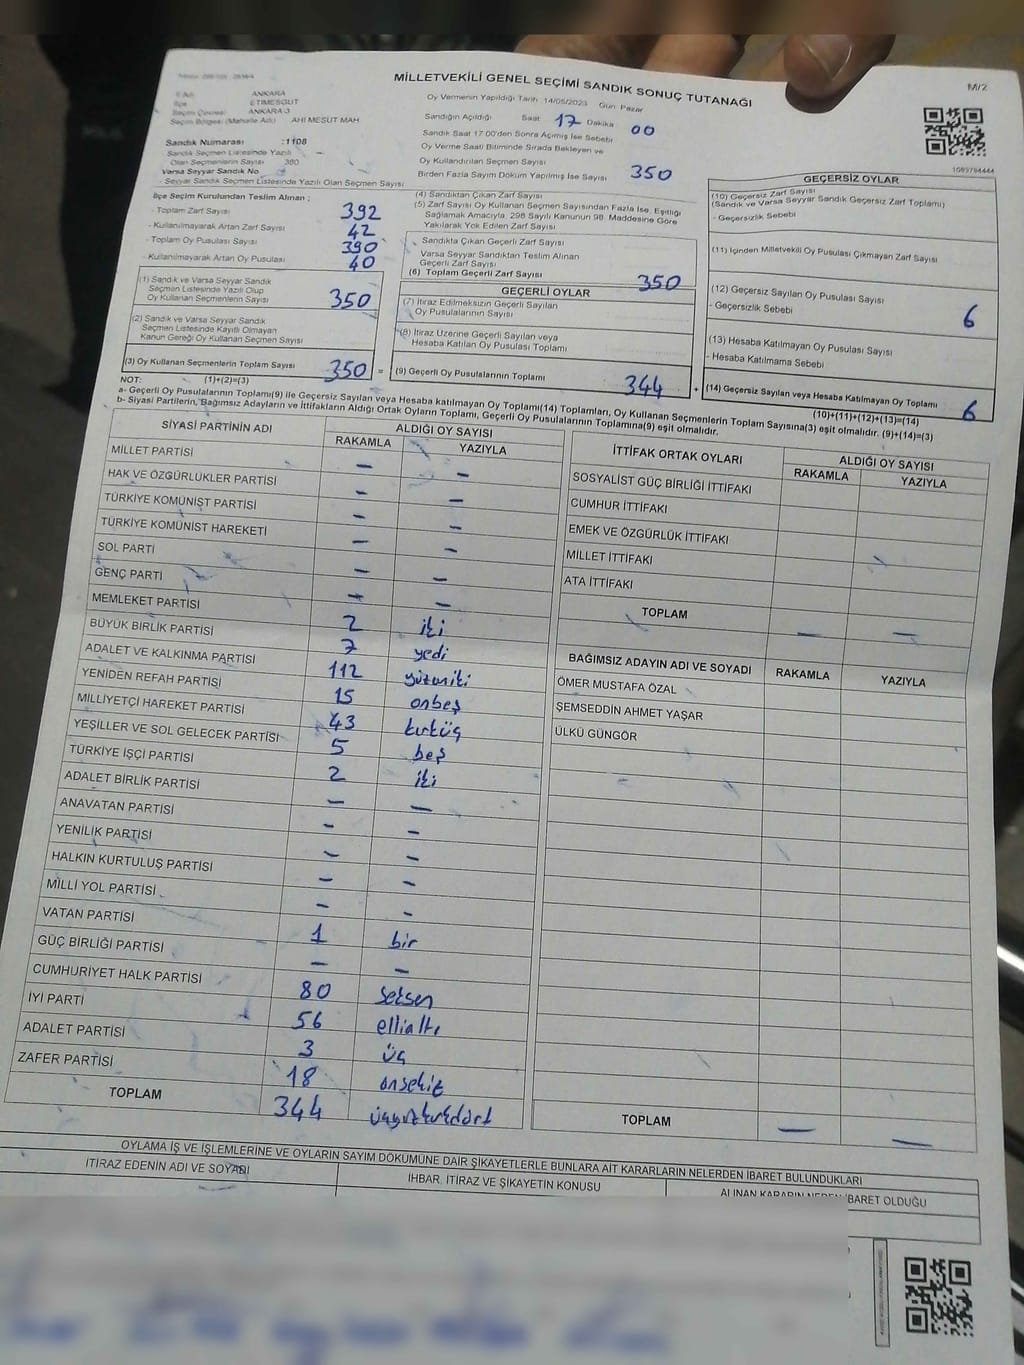 MİLLETVEKİLİ GENEL SEÇİMİ SANDIK SONUÇ TUTANAĞI
M/2
İl Adı ANKARA
İlçe ETİMESGUT
Seçim Çevresi ANKARA 3
Seçim Bölgesi (Mahalle Adı) AHİ MESUT MAH.
Sandık Numarası :1108
Sandık Seçmen Listesinde Yazılı
Olan Seçmenlerin Sayısı 380
Varsa Seyyar Sandık No
- Seyyar Sandık Seçmen Listesinde Yazılı Olan Seçmen Sayısı
Oy Vermenin Yapıldığı Tarih 14/05/2023 Gün Pazar
Sandığın Açıldığı Saat 17 Dakika 00
Sandık Saat 17:00'den Sonra Açılmış İse Sebebi
Oy Verme Saati Bitiminde Sırada Bekleyen ve
Oy Kullandırılan Seçmen Sayısı
Birden Fazla Sayım Döküm Yapılmış İse Sayısı
350
(4) Sandıktan Çıkan Zarf Sayısı
(5) Zarf Sayısı Oy Kullanan Seçmen Sayısından Fazla İse, Eşitliği
Sağlamak Amacıyla, 298 Sayılı Kanunun 98. Maddesine Göre
Yakılarak Yok Edilen Zarf Sayısı
Sandıkta Çıkan Geçerli Zarf Sayısı
Varsa Seyyar Sandıktan Teslim Alınan
Geçerli Zarf Sayısı
(6) Toplam Geçerli Zarf Sayısı 350
İlçe Seçim Kurulundan Teslim Alınan ;
- Toplam Zarf Sayısı 392
- Kullanılmayarak Artan Zarf Sayısı 42
- Toplam Oy Pusulası Sayısı 390
- Kullanılmayarak Artan Oy Pusulası 40
(1) Sandık ve Varsa Seyyar Sandık
Seçmen Listesinde Yazılı Olup
Oy Kullanan Seçmenlerin Sayısı 350
(2) Sandık ve Varsa Seyyar Sandık
Seçmen Listesinde Kayıtlı Olmayan
Kanun Gereği Oy Kullanan Seçmen Sayısı
(3) Oy Kullanan Seçmenlerin Toplam Sayısı 350 =
(1)+(2)=(3)
GEÇERLİ OYLAR
(7) İtiraz Edilmeksizin Geçerli Sayılan
Oy Pusulalarının Sayısı
(8) İtiraz Üzerine Geçerli Sayılan veya
Hesaba Katılan Oy Pusulası Toplamı
(9) Geçerli Oy Pusulalarının Toplamı 344 +
1083794444
GEÇERSİZ OYLAR
(10) Geçersiz Zarf Sayısı
(Sandık ve Varsa Seyyar Sandık Geçersiz Zarf Toplamı)
- Geçersizlik Sebebi
(11) İçinden Milletvekili Oy Pusulası Çıkmayan Zarf Sayısı
(12) Geçersiz Sayılan Oy Pusulası Sayısı
- Geçersizlik Sebebi 6
(13) Hesaba Katılmayan Oy Pusulası Sayısı
- Hesaba Katılmama Sebebi
(14) Geçersiz Sayılan veya Hesaba Katılmayan Oy Toplamı 6
(10)+(11)+(12)+(13)=(14)
NOT:
a- Geçerli Oy Pusulalarının Toplamı(9) ile Geçersiz Sayılan veya Hesaba katılmayan Oy Toplamı(14) Toplamları, Oy Kullanan Seçmenlerin Toplam Sayısına(3) eşit olmalıdır. (9)+(14)=(3)
b- Siyasi Partilerin, Bağımsız Adayların ve İttifakların Aldığı Ortak Oyların Toplamı, Geçerli Oy Pusulalarının Toplamına(9) eşit olmalıdır.
SİYASİ PARTİNİN ADI ALDIĞI OY SAYISI
RAKAMLA YAZIYLA
MİLLET PARTİSİ – –
HAK VE ÖZGÜRLÜKLER PARTİSİ – –
TÜRKİYE KOMÜNİST PARTİSİ – –
TÜRKİYE KOMÜNİST HAREKETİ – –
SOL PARTİ – –
GENÇ PARTİ – –
MEMLEKET PARTİSİ 2 iki
BÜYÜK BİRLİK PARTİSİ 7 yedi
ADALET VE KALKINMA PARTİSİ 112 yüzoniki
YENİDEN REFAH PARTİSİ 15 onbeş
MİLLİYETÇİ HAREKET PARTİSİ 43 kırküç
YEŞİLLER VE SOL GELECEK PARTİSİ 5 beş
TÜRKİYE İŞÇİ PARTİSİ 2 iki
ADALET BİRLİK PARTİSİ – –
ANAVATAN PARTİSİ – –
YENİLİK PARTİSİ – –
HALKIN KURTULUŞ PARTİSİ – –
MİLLİ YOL PARTİSİ – –
VATAN PARTİSİ 1 bir
GÜÇ BİRLİĞİ PARTİSİ – –
CUMHURİYET HALK PARTİSİ 80 seksen
İYİ PARTİ 56 ellialtı
ADALET PARTİSİ 3 üç
ZAFER PARTİSİ 18 onsekiz
TOPLAM 344 üçyüzkırkdört
İTTİFAK ORTAK OYLARI ALDIĞI OY SAYISI
RAKAMLA YAZIYLA
SOSYALİST GÜÇ BİRLİĞİ İTTİFAKI
CUMHUR İTTİFAKI
EMEK VE ÖZGÜRLÜK İTTİFAKI
MİLLET İTTİFAKI
ATA İTTİFAKI
TOPLAM – –
BAĞIMSIZ ADAYIN ADI VE SOYADI RAKAMLA YAZIYLA
ÖMER MUSTAFA ÖZAL
ŞEMSEDDİN AHMET YAŞAR
ÜLKÜ GÜNGÖR
TOPLAM – –
OYLAMA İŞ VE İŞLEMLERİNE VE OYLARIN SAYIM DÖKÜMÜNE DAİR ŞİKAYETLERLE BUNLARA AİT KARARLARIN NELERDEN İBARET BULUNDUKLARI
İTİRAZ EDENİN ADI VE SOYADI İHBAR, İTİRAZ VE ŞİKAYETİN KONUSU ALINAN KARARIN NEDEN İBARET OLDUĞU